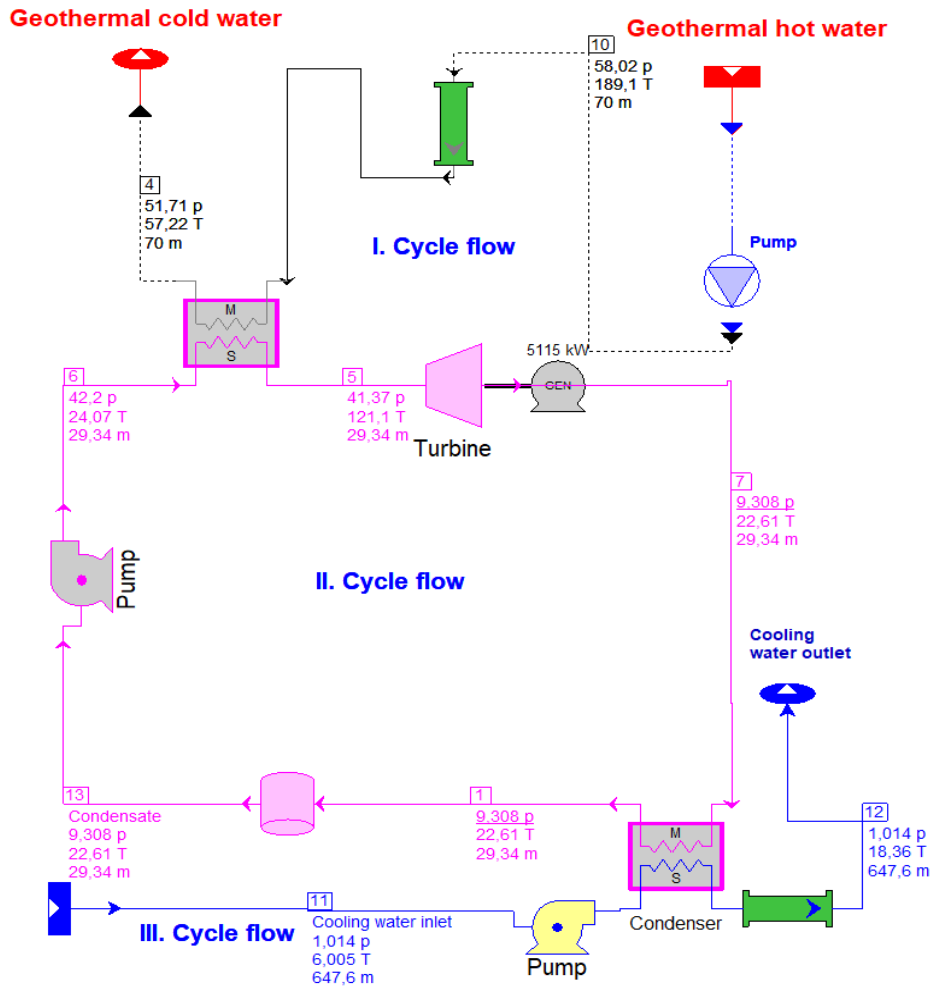 Geothermal cold water
Geothermal hot water
10
58,02 p
189,1 T
70 m
4
51,71 p
57,22 T
70 m
I. Cycle flow
Pump
M
S
5115 kW
GEN
6
42,2 p
24,07 T
29,34 m
5
41,37 p
121,1 T
29,34 m
Turbine
7
9.308 p
22,61 T
29,34 m
Pump
II. Cycle flow
Cooling
water outlet
13
Condensate
9,308 p
22,61 T
29,34 m
1
9.308 p
22,61 T
29,34 m
M
S
Condenser
12
1,014 p
18,36 T
647,6 m
III. Cycle flow
11
Cooling water inlet
1,014 p
6,005 T
647,6 m
Pump